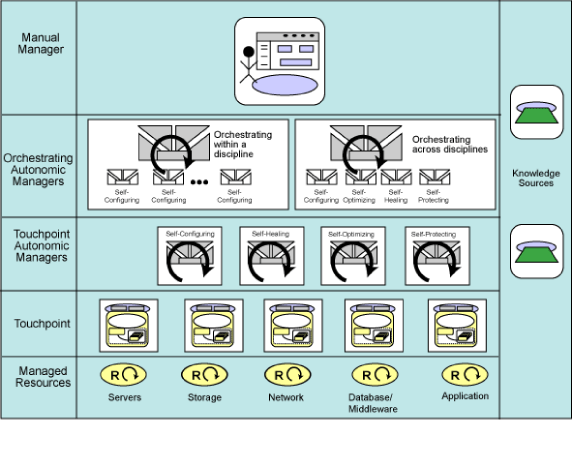 Manual
Manager
Orchestrating
Autonomic
Managers
Orchestrating
within a
discipline
Self-
Configuring
Self-
Configuring
Self-
Configuring
Orchestrating
across disciplines
Self-
Configuring
Self-
Optimizing
Self-
Healing
Self-
Protecting
Knowledge
Sources
Touchpoint
Autonomic
Managers
Self-Configuring
Self-Healing
Self-Optimizing
Self-Protecting
Touchpoint
Managed
Resources
R
R
R
R
R
Servers
Storage
Network
Database/
Middleware
Application